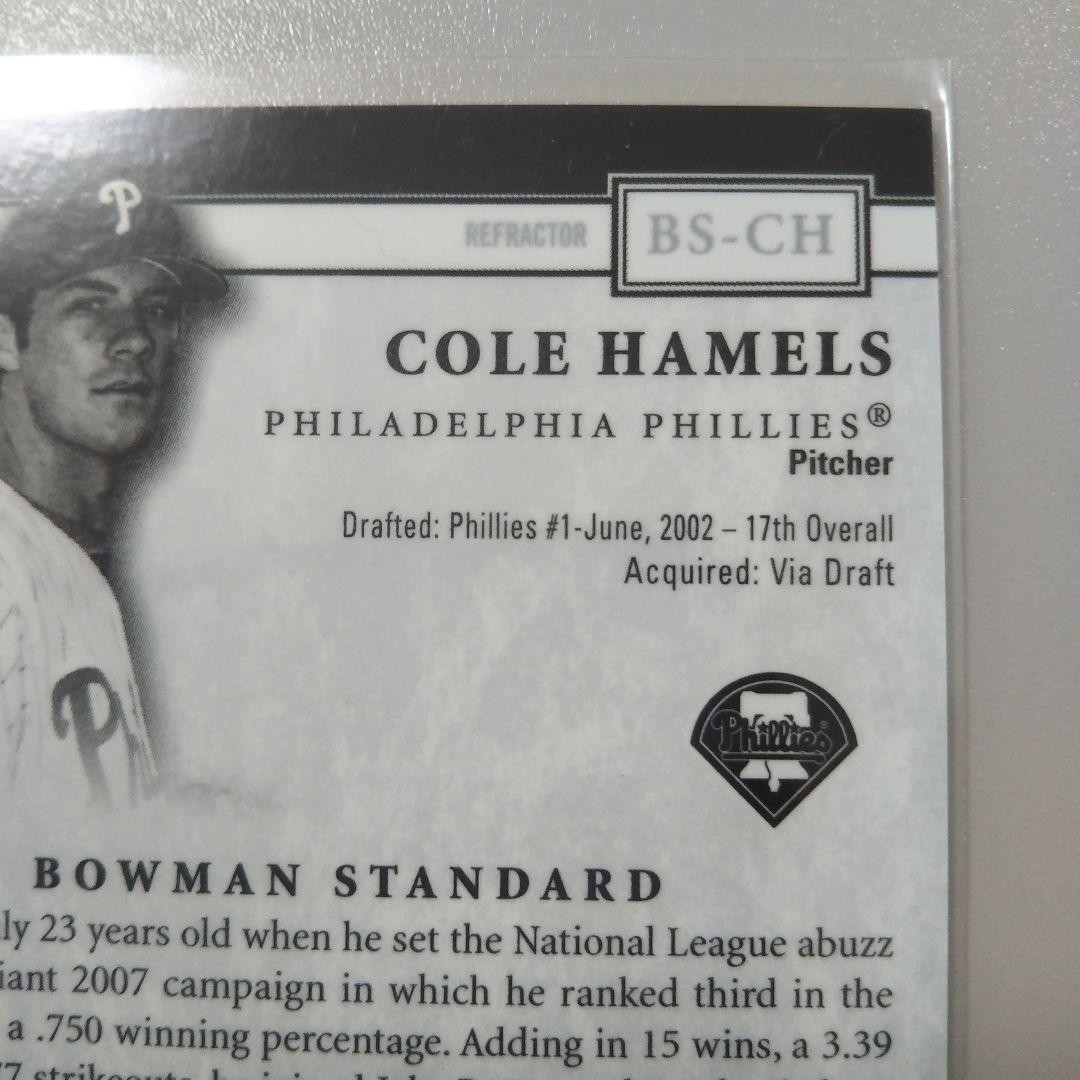 P
REFRACTOR
BS-CH
COLE HAMELS
PHILADELPHIA PHILLIES®
Pitcher
Drafted: Phillies #1-June, 2002 – 17th Overall
Acquired: Via Draft
P
Phillies®
BOWMAN STANDARD
23 years old when he set the National League abuzz
2007 campaign in which he ranked third in the
a .750 winning percentage. Adding in 15 wins, a 3.39